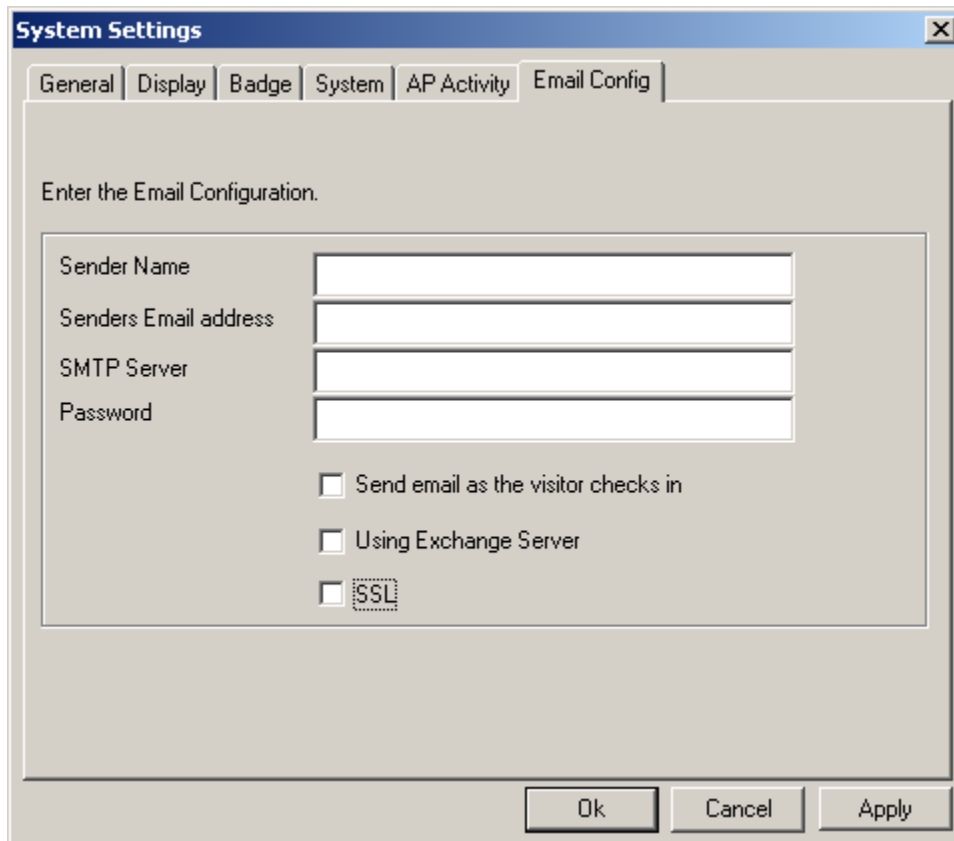 System Settings
General Display Badge System AP Activity Email Config
Enter the Email Configuration.
Sender Name
Senders Email address
SMTP Server
Password
Send email as the visitor checks in
Using Exchange Server
SSL
Ok Cancel Apply